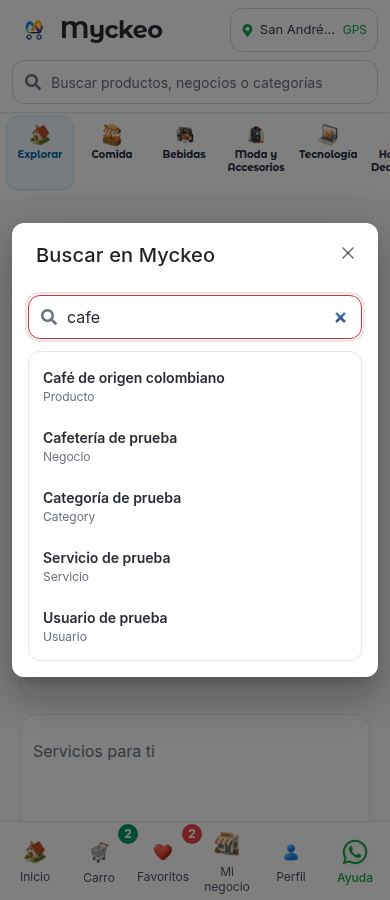 Myckeo
San André... GPS
Buscar productos, negocios o categorías
Explorar
Comida
Bebidas
Moda y
Accesorios
Tecnología
Buscar en Myckeo
cafe
Café de origen colombiano
Producto
Cafetería de prueba
Negocio
Categoría de prueba
Category
Servicio de prueba
Servicio
Usuario de prueba
Usuario
Servicios para ti
2
2
Inicio
Carro
Favoritos
Mi
negocio
Perfil
Ayuda